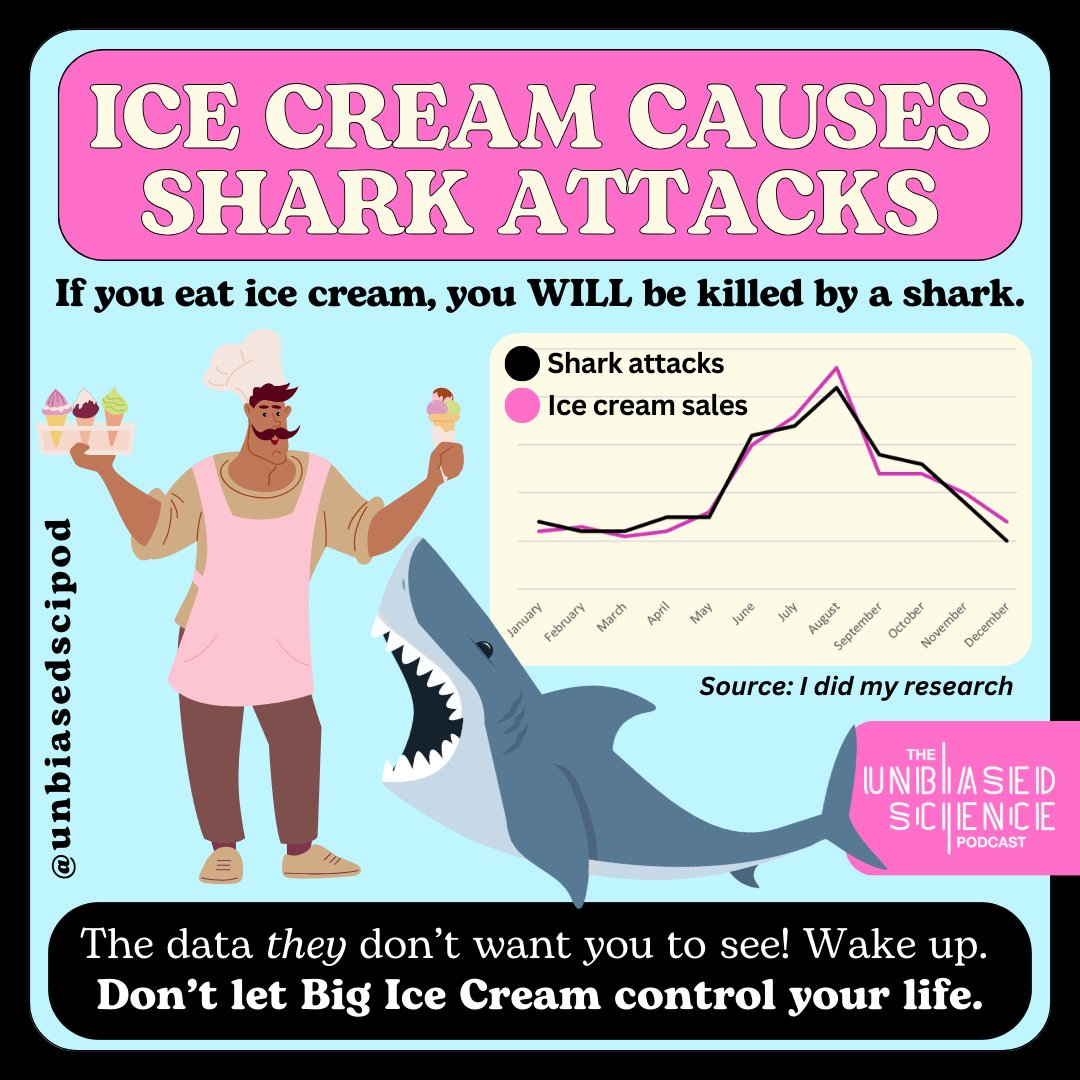 ICE CREAM CAUSES
SHARK ATTACKS
If you eat ice cream, you WILL be killed by a shark.
Shark attacks
Ice cream sales
January
February
March
April
May
June
July
August
September
October
November
December
Source: I did my research
@unbiasedscipod
THE
UNBIASED
SCIENCE
PODCAST
The data they don't want you to see! Wake up.
Don't let Big Ice Cream control your life.